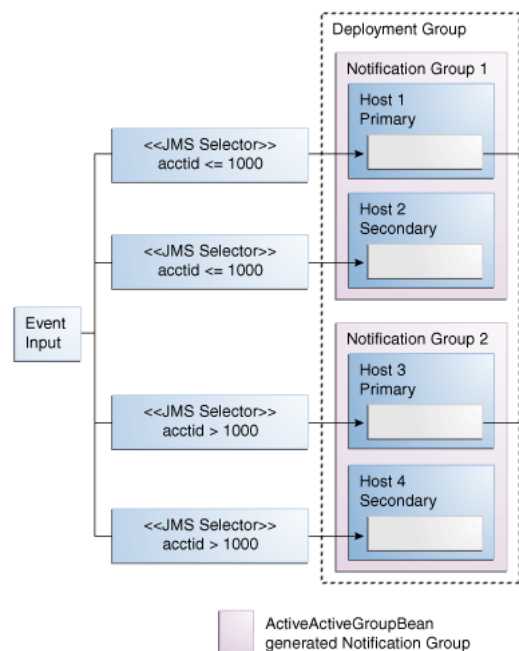 Deployment Group
Notification Group 1
Host 1
Primary
<<JMS Selector>>
acctid <= 1000
Host 2
Secondary
<<JMS Selector>>
acctid <= 1000
Event
Input
Notification Group 2
Host 3
Primary
<<JMS Selector>>
acctid > 1000
Host 4
Secondary
<<JMS Selector>>
acctid > 1000
ActiveActiveGroupBean
generated Notification Group